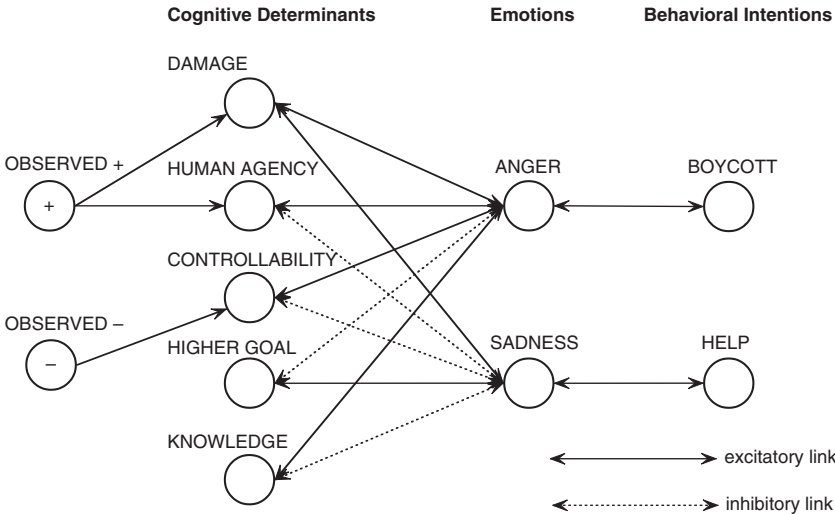 Cognitive Determinants Emotions Behavioral Intentions
DAMAGE
OBSERVED +
+
HUMAN AGENCY
ANGER
BOYCOTT
CONTROLLABILITY
OBSERVED –
–
HIGHER GOAL
SADNESS
HELP
KNOWLEDGE
excitatory link
inhibitory link